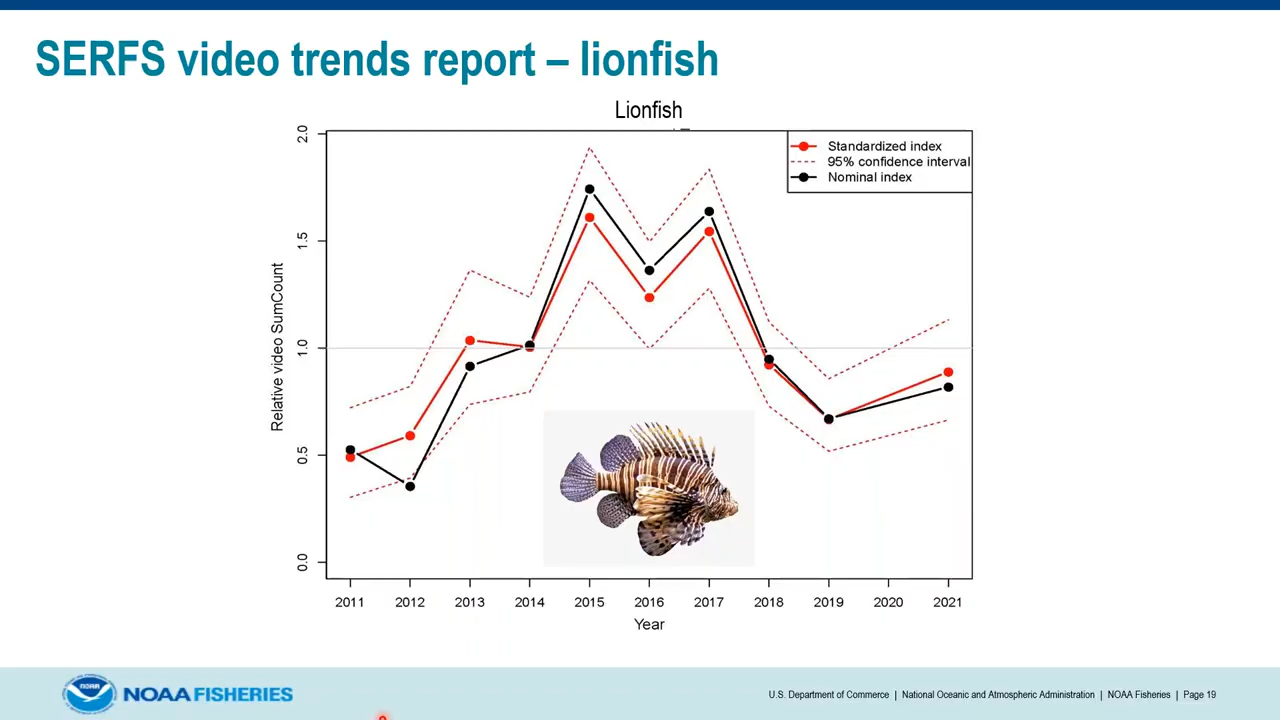 SERFS video trends report – lionfish
Lionfish
Standardized index
95% confidence interval
Nominal index
Relative video SumCount
2.0
1.5
1.0
0.5
0.0
2011 2012 2013 2014 2015 2016 2017 2018 2019 2020 2021
Year
NOAA
NOAA FISHERIES
U.S. Department of Commerce | National Oceanic and Atmospheric Administration | NOAA Fisheries | Page 19